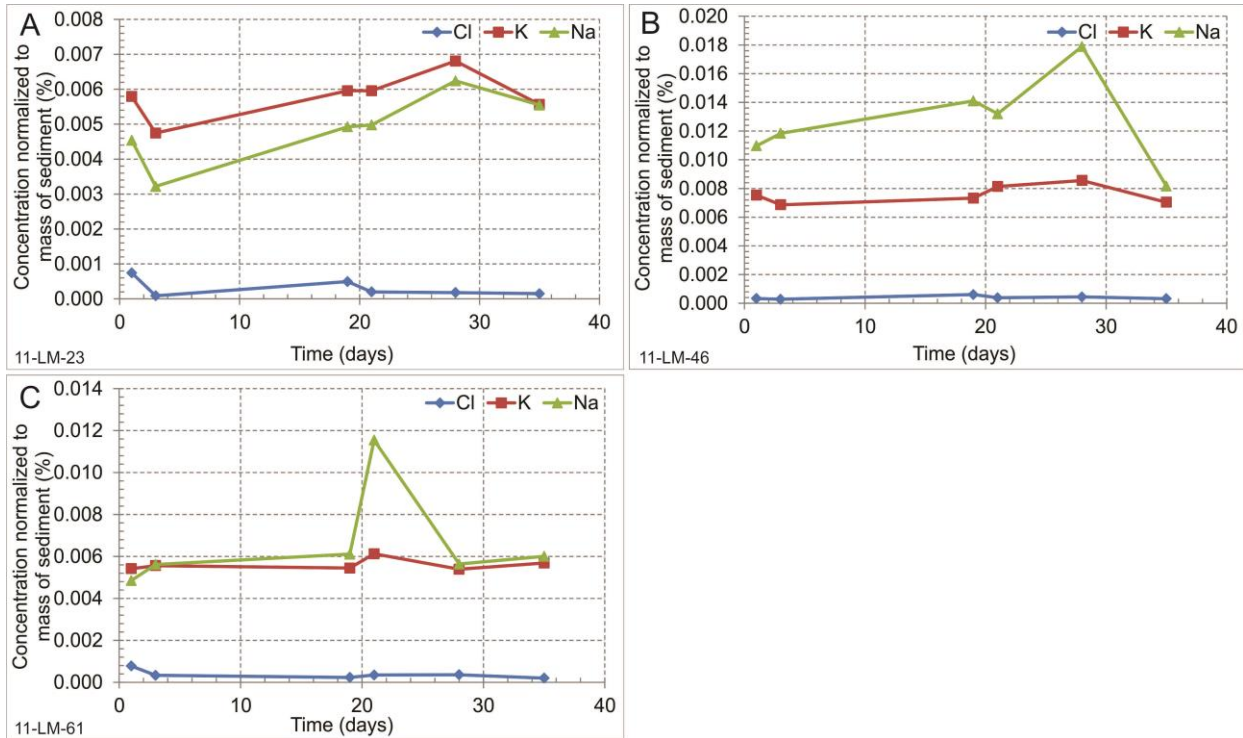 A
Cl K Na
Concentration normalized to
mass of sediment (%)
0.008
0.007
0.006
0.005
0.004
0.003
0.002
0.001
0.000
0 10 20 30 40
Time (days)
11-LM-23
B
Cl K Na
Concentration normalized to
mass of sediment (%)
0.020
0.018
0.016
0.014
0.012
0.010
0.008
0.006
0.004
0.002
0.000
0 10 20 30 40
Time (days)
11-LM-46
C
Cl K Na
Concentration normalized to
mass of sediment (%)
0.014
0.012
0.010
0.008
0.006
0.004
0.002
0.000
0 10 20 30 40
Time (days)
11-LM-61